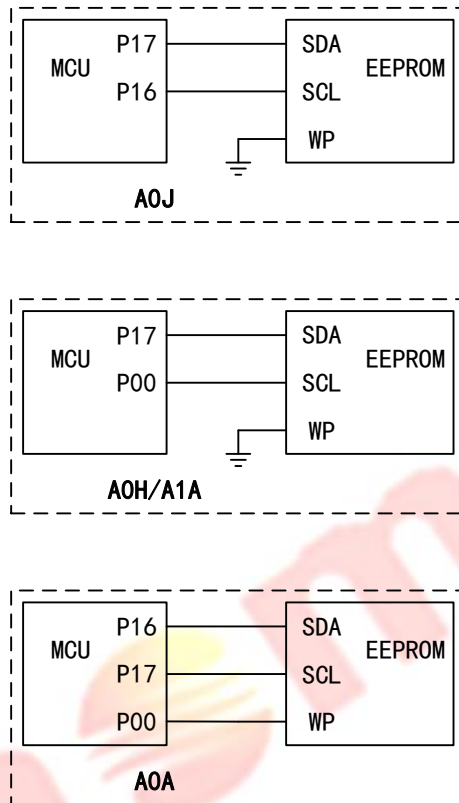 P17 SDA
MCU EEPROM
P16 SCL
WP
A0J
P17 SDA
MCU EEPROM
P00 SCL
WP
A0H/A1A
P16 SDA
MCU EEPROM
P17 SCL
P00 WP
A0A